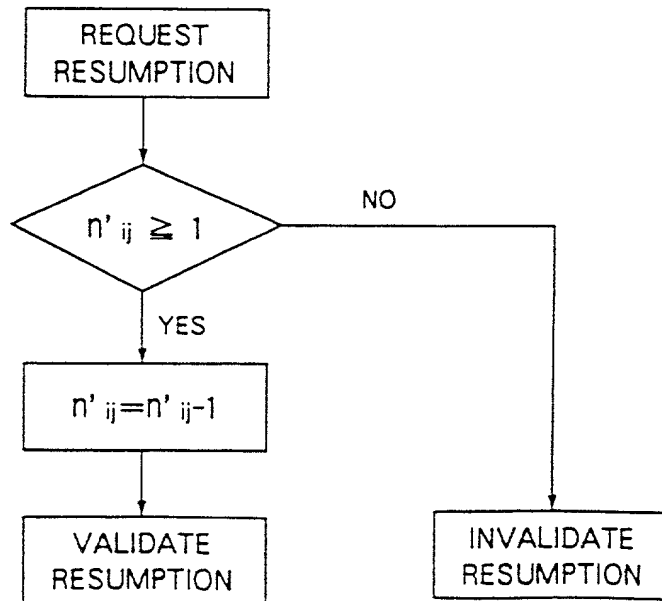 REQUEST
RESUMPTION
n' ij ≧ 1
NO
YES
n' ij=n' ij-1
VALIDATE
RESUMPTION
INVALIDATE
RESUMPTION